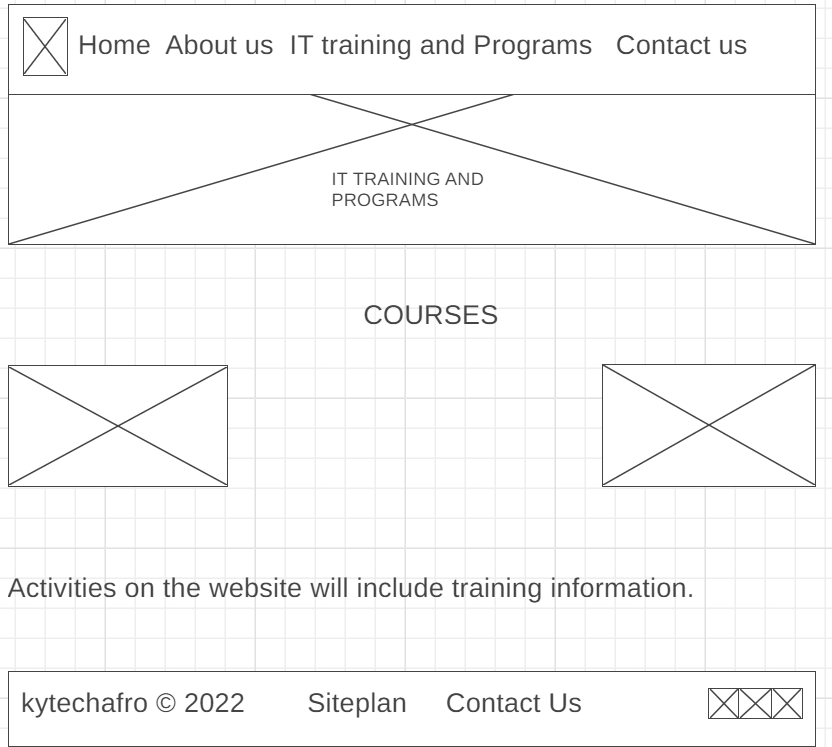 Home About us IT training and Programs Contact us
IT TRAINING AND
PROGRAMS
COURSES
Activities on the website will include training information.
kytechafro © 2022 Siteplan Contact Us